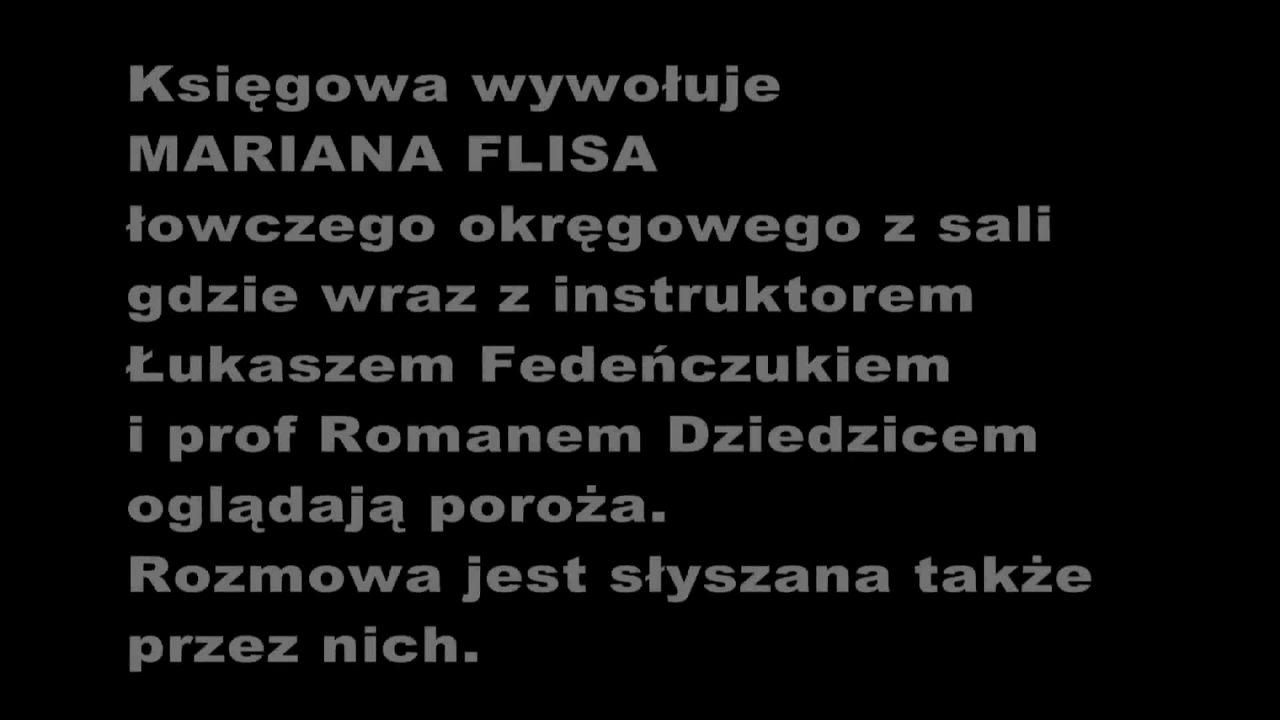 Księgowa wywołuje
MARIANA FLISA
łowczego okręgowego z sali
gdzie wraz z instruktorem
Łukaszem Fedeńczukiem
i prof Romanem Dziedzicem
oglądają poroża.
Rozmowa jest słyszana także
przez nich.